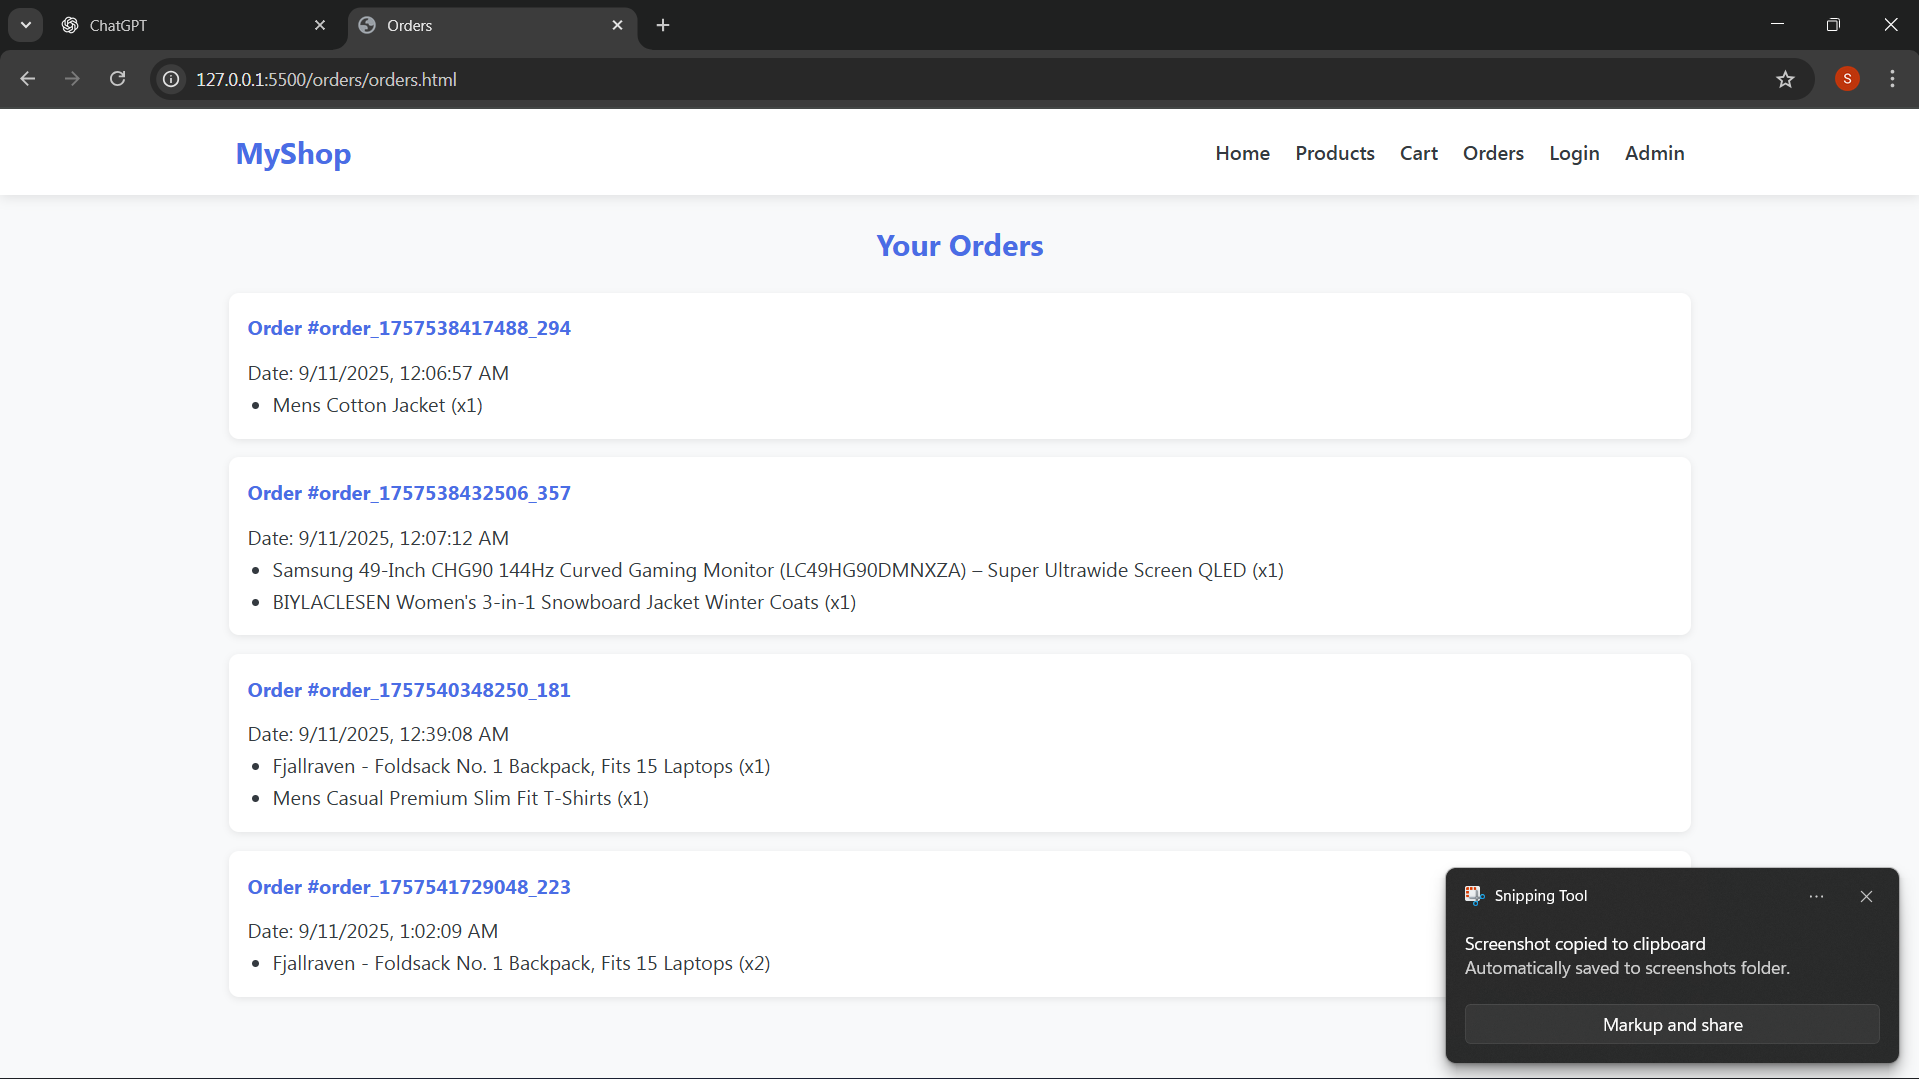 ChatGPT
Orders
127.0.0.1:5500/orders/orders.html
S
MyShop
Home Products Cart Orders Login Admin
Your Orders
Order #order_1757538417488_294
Date: 9/11/2025, 12:06:57 AM
• Mens Cotton Jacket (x1)
Order #order_1757538432506_357
Date: 9/11/2025, 12:07:12 AM
• Samsung 49-Inch CHG90 144Hz Curved Gaming Monitor (LC49HG90DMNXZA) – Super Ultrawide Screen QLED (x1)
• BIYLACLESEN Women's 3-in-1 Snowboard Jacket Winter Coats (x1)
Order #order_1757540348250_181
Date: 9/11/2025, 12:39:08 AM
• Fjallraven - Foldsack No. 1 Backpack, Fits 15 Laptops (x1)
• Mens Casual Premium Slim Fit T-Shirts (x1)
Order #order_1757541729048_223
Date: 9/11/2025, 1:02:09 AM
• Fjallraven - Foldsack No. 1 Backpack, Fits 15 Laptops (x2)
Snipping Tool
Screenshot copied to clipboard
Automatically saved to screenshots folder.
Markup and share